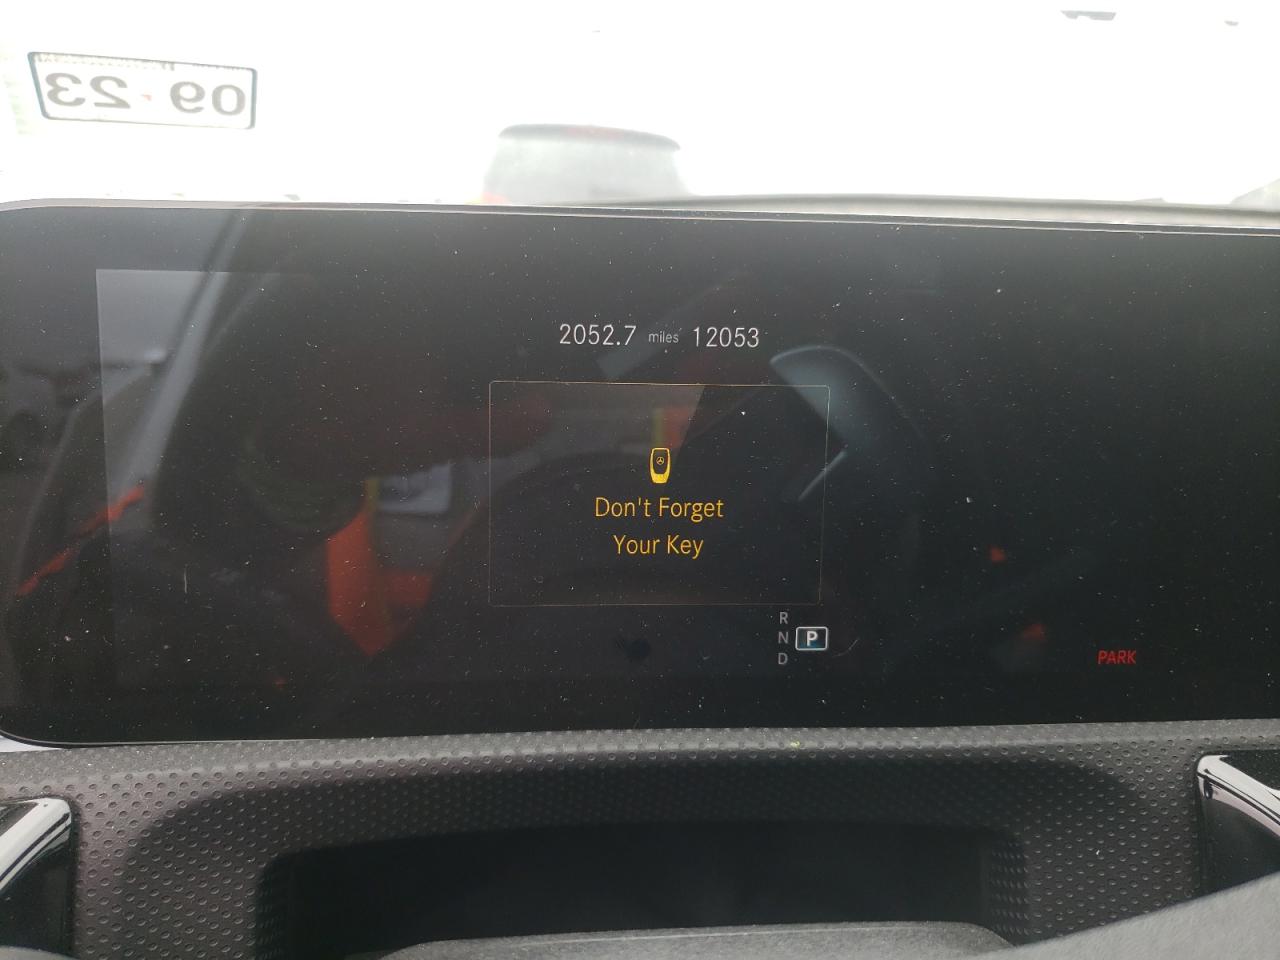 09 23
2052.7 miles 12053
Don't Forget
Your Key
R
N P
D
PARK